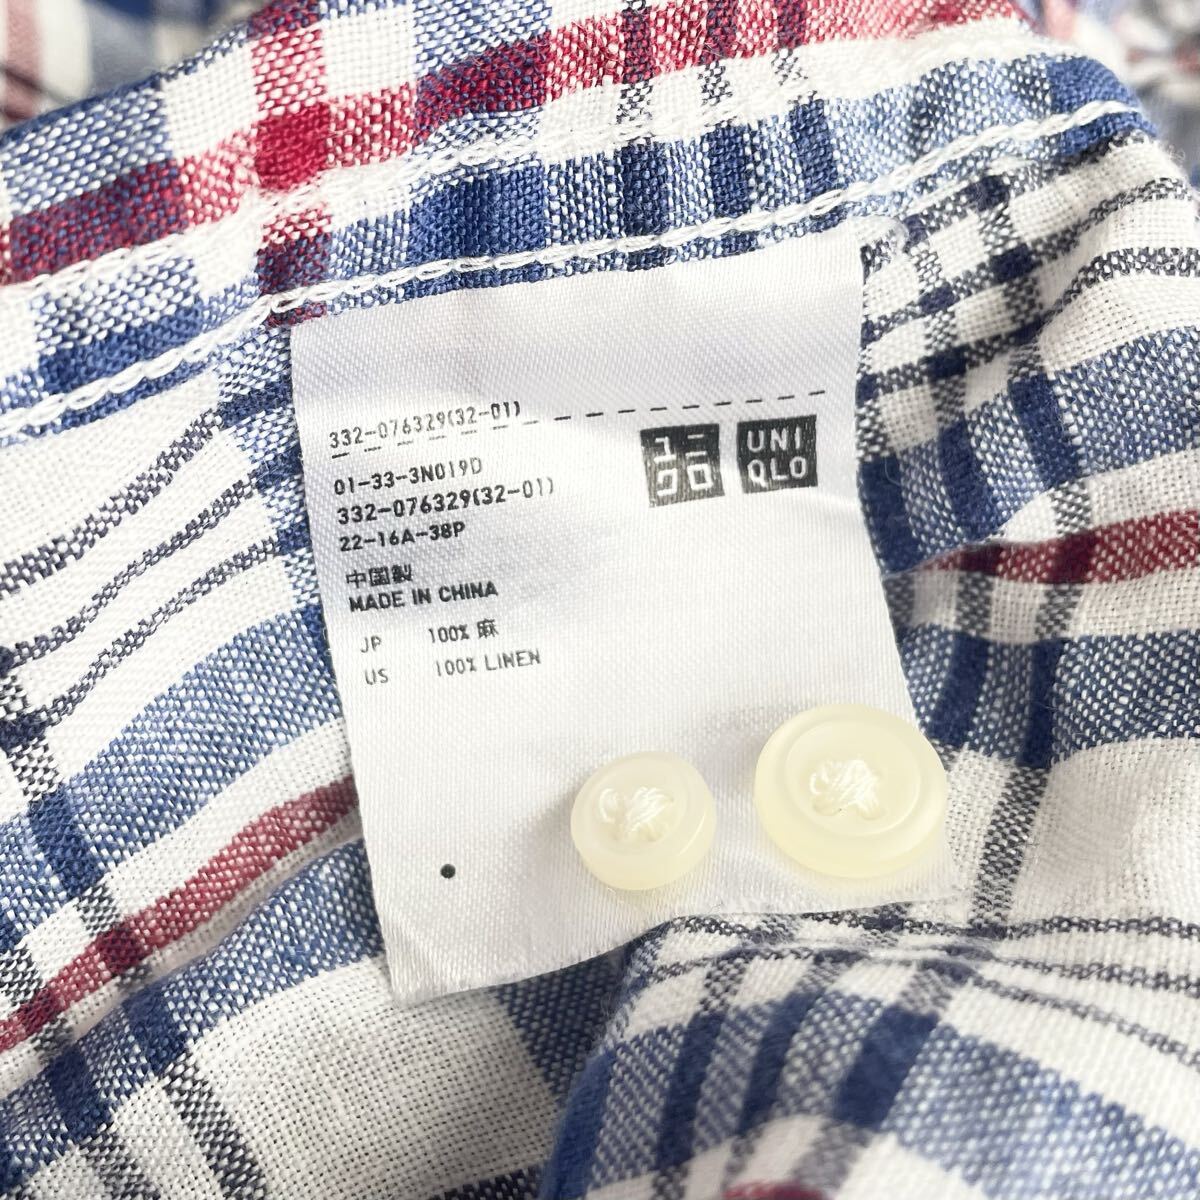 332-076329(32-01)
01-33-3N019D
332-076329(32-01)
22-16A-38P
中国製
MADE IN CHINA
JP 100% 麻
US 100% LINEN
ユニ
クロ
UNI
QLO